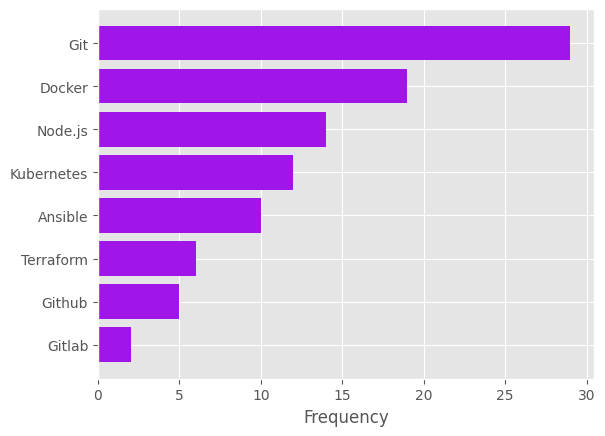 Git
Docker
Node.js
Kubernetes
Ansible
Terraform
Github
Gitlab
0 5 10 15 20 25 30
Frequency